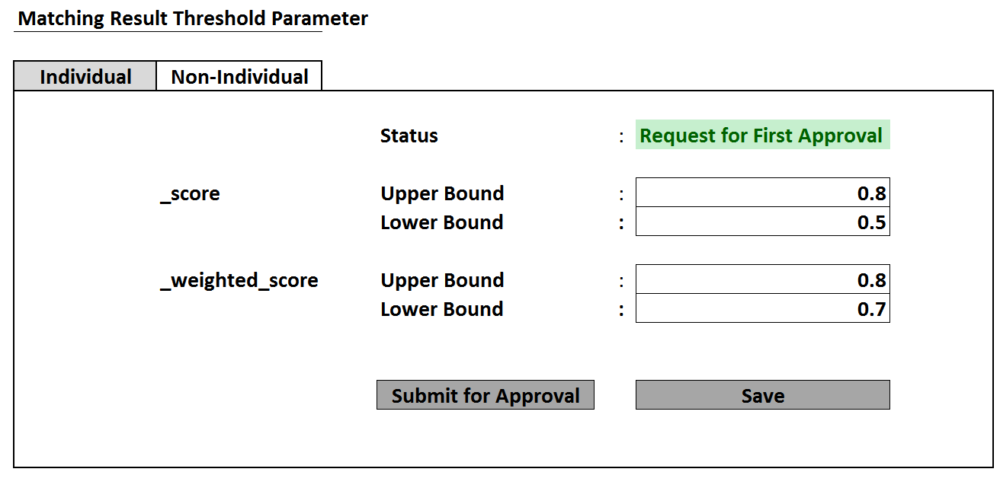 Matching Result Threshold Parameter
Individual Non-Individual
Status : Request for First Approval
_score Upper Bound : 0.8
Lower Bound : 0.5
_weighted_score Upper Bound : 0.8
Lower Bound : 0.7
Submit for Approval Save